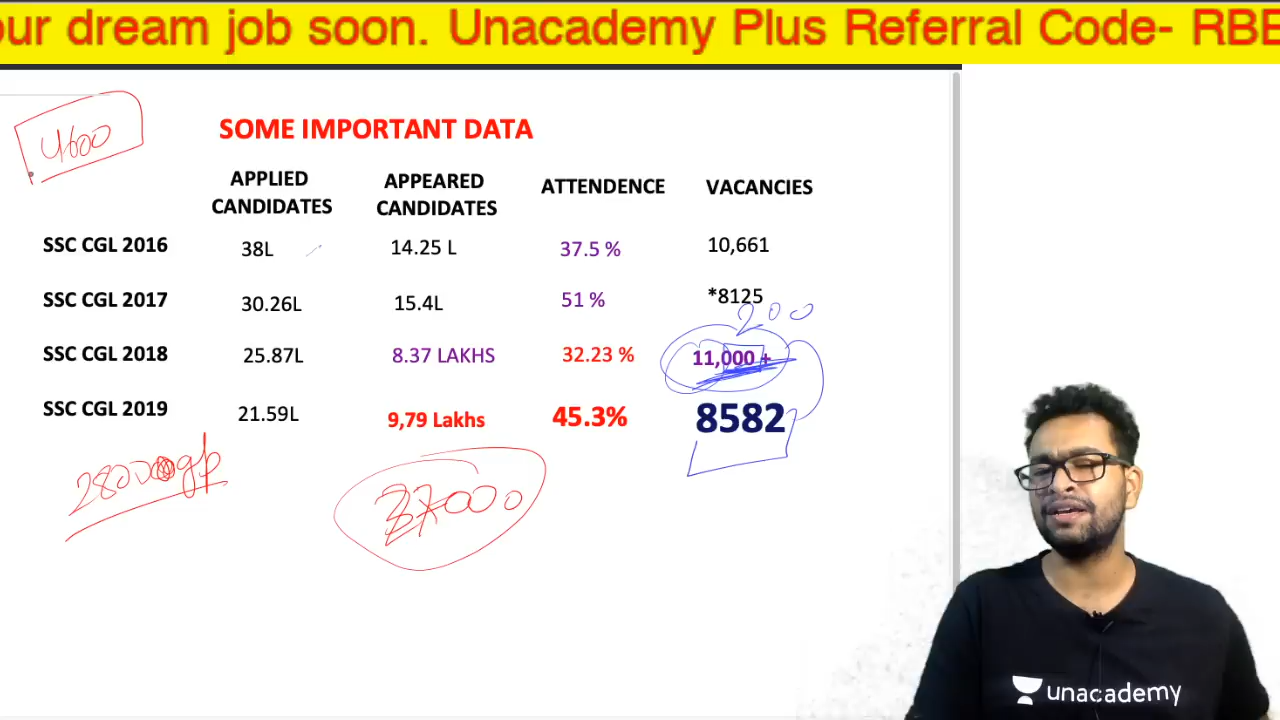 our dream job soon. Unacademy Plus Referral Code- RBE
4600
SOME IMPORTANT DATA
APPLIED CANDIDATES APPEARED CANDIDATES ATTENDENCE VACANCIES
SSC CGL 2016 38L 14.25 L 37.5 % 10,661
SSC CGL 2017 30.26L 15.4L 51 % *8125
200
SSC CGL 2018 25.87L 8.37 LAKHS 32.23 % 11,000 +
SSC CGL 2019 21.59L 9,79 Lakhs 45.3% 8582
37000
unacademy